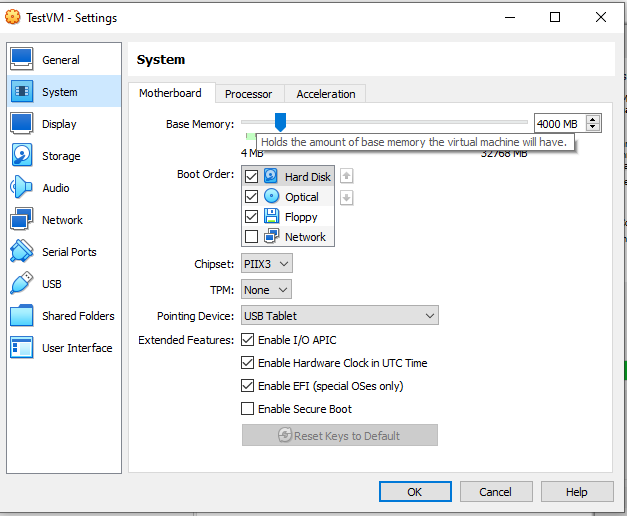 TestVM - Settings
General
System
Display
Storage
Audio
Network
Serial Ports
USB
Shared Folders
User Interface
System
Motherboard Processor Acceleration
Base Memory: 4000 MB
Holds the amount of base memory the virtual machine will have.
4 MB 32768 MB
Boot Order: Hard Disk
Optical
Floppy
Network
Chipset: PIIX3
TPM: None
Pointing Device: USB Tablet
Extended Features: Enable I/O APIC
Enable Hardware Clock in UTC Time
Enable EFI (special OSes only)
Enable Secure Boot
Reset Keys to Default
OK Cancel Help